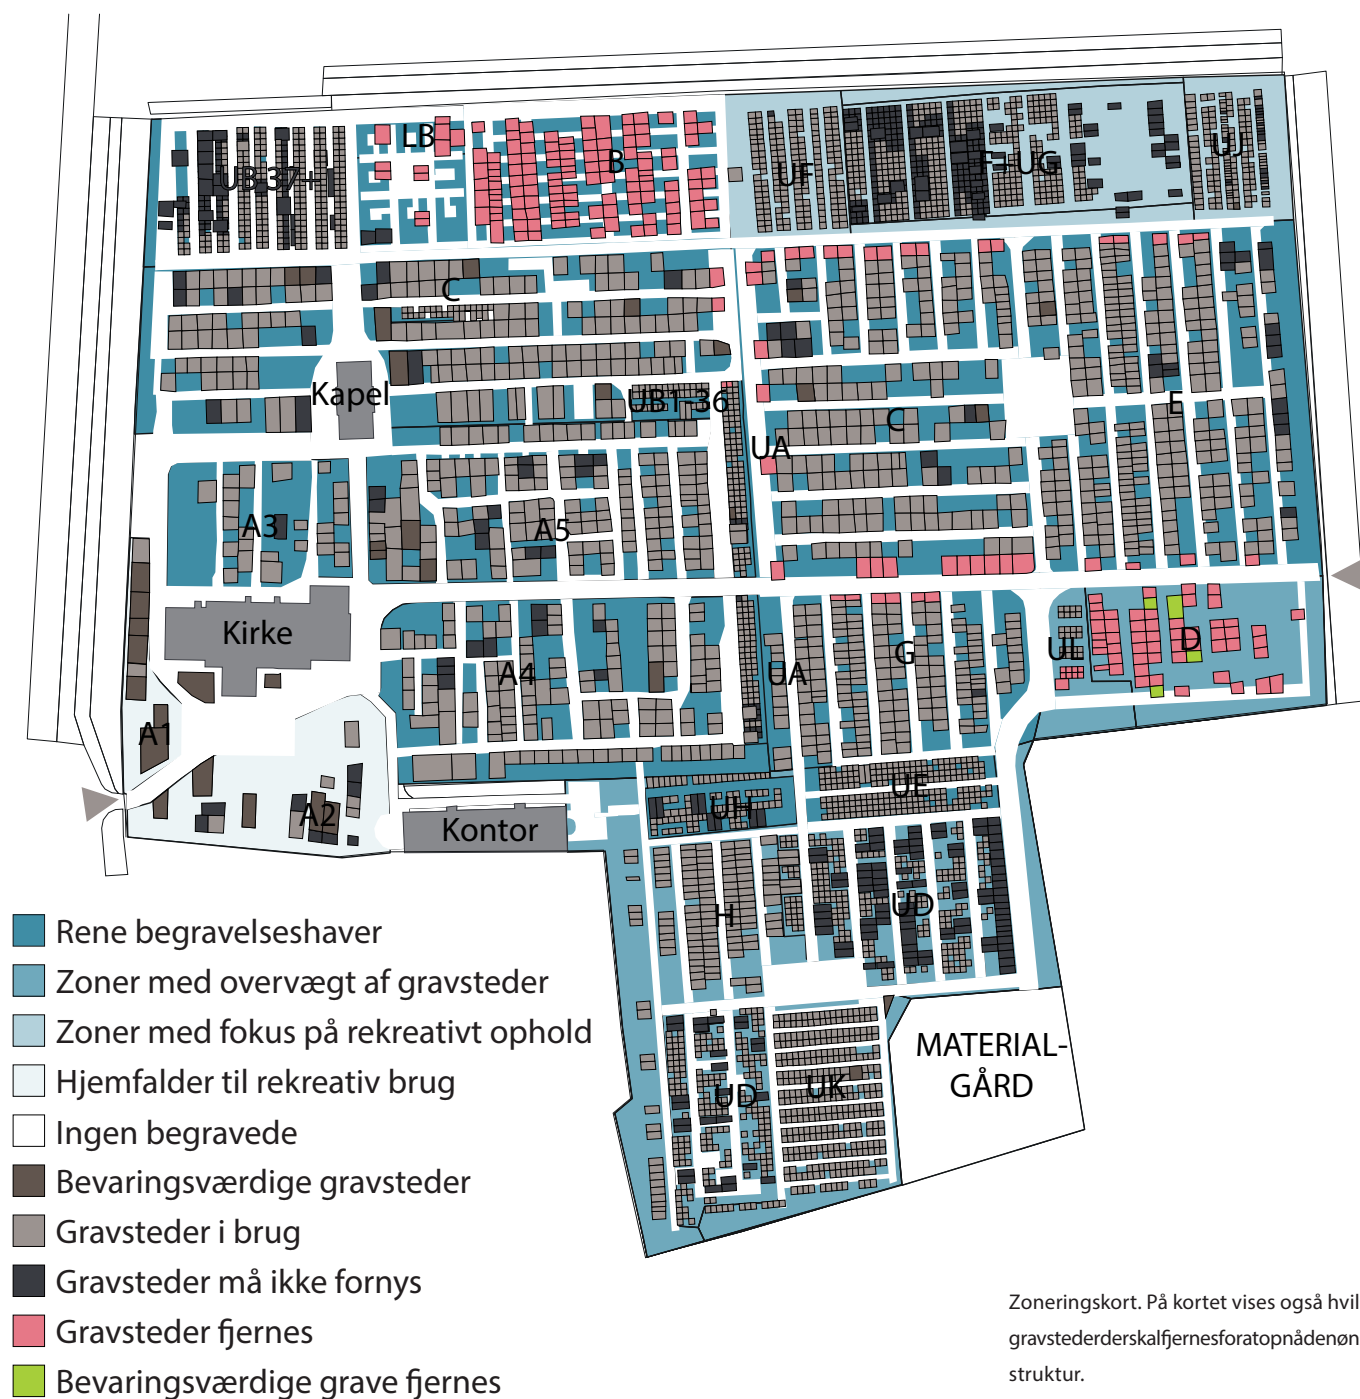 LB
B
UB 37+
UF
F+UG
UJ
C
Kapel
UB1-36
C
E
UA
A3
A5
Kirke
A4
UA
G
UL
D
A1
A2
Kontor
UH
UE
H
UD
MATERIAL-
GÅRD
UD
UK
Rene begravelseshaver
Zoner med overvægt af gravsteder
Zoner med fokus på rekreativt ophold
Hjemfalder til rekreativ brug
Ingen begravede
Bevaringsværdige gravsteder
Gravsteder i brug
Gravsteder må ikke fornys
Gravsteder fjernes
Bevaringsværdige grave fjernes
Zoneringskort. På kortet vises også hvil
gravstederderskalfjernesforatopnådenøn
struktur.